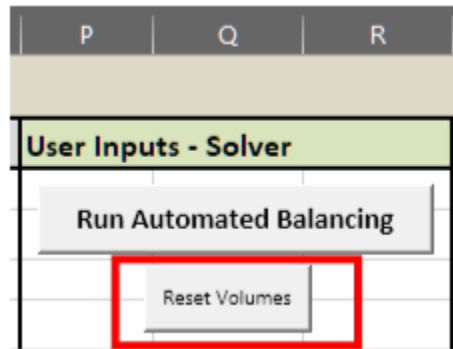 P Q R
User Inputs - Solver
Run Automated Balancing
Reset Volumes